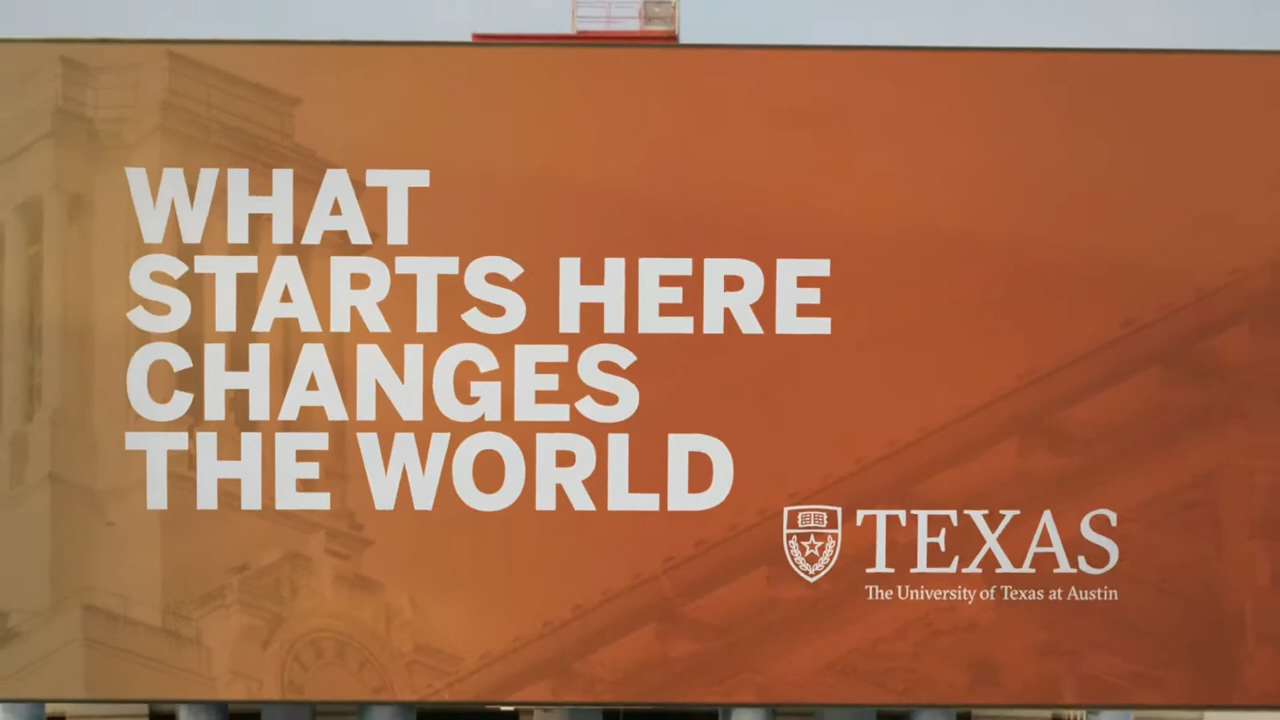 WHAT
STARTS HERE
CHANGES
THE WORLD
TEXAS
The University of Texas at Austin